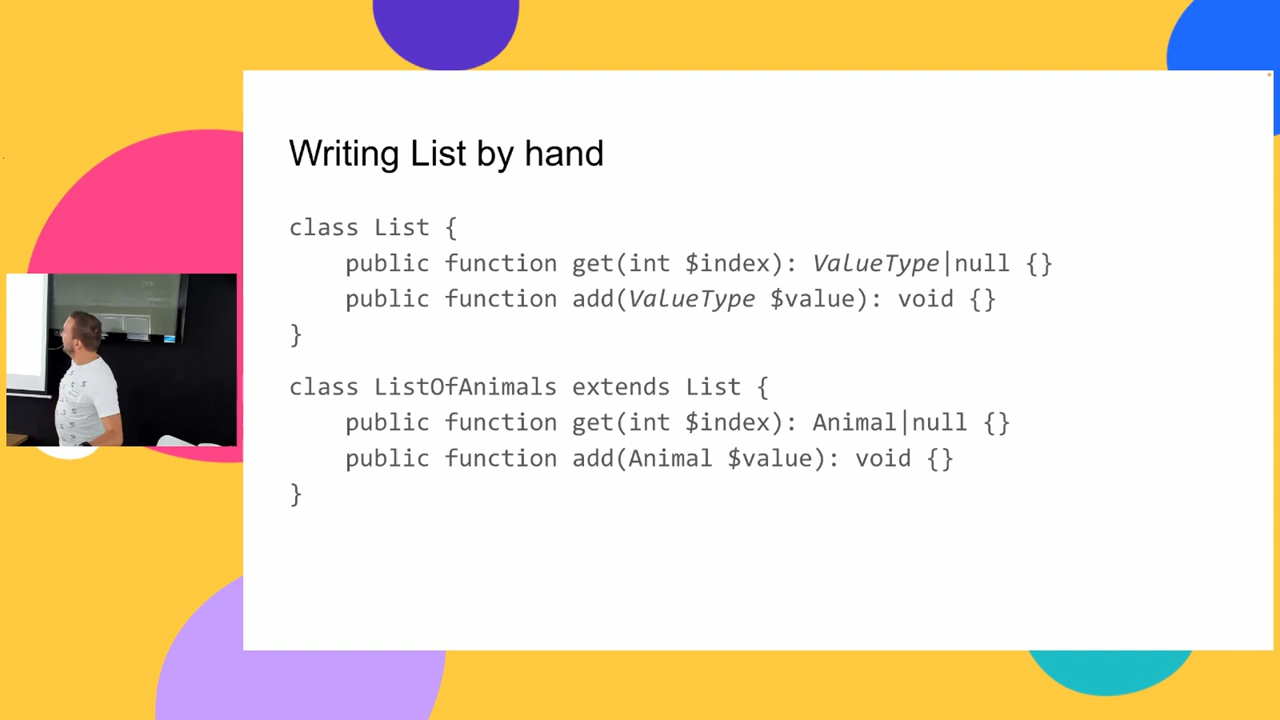 Writing List by hand
class List {
    public function get(int $index): ValueType|null {}
    public function add(ValueType $value): void {}
}
class ListOfAnimals extends List {
    public function get(int $index): Animal|null {}
    public function add(Animal $value): void {}
}